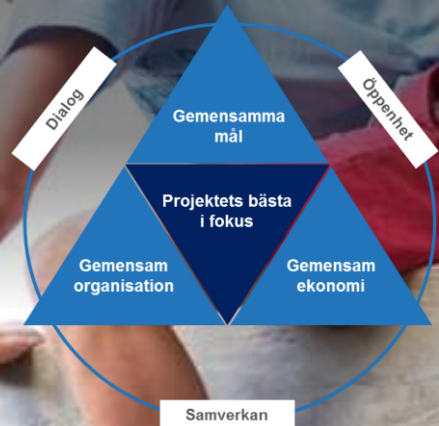 Dialog
Öppenhet
Gemensamma
mål
Projektets bästa
i fokus
Gemensam
organisation
Gemensam
ekonomi
Samverkan